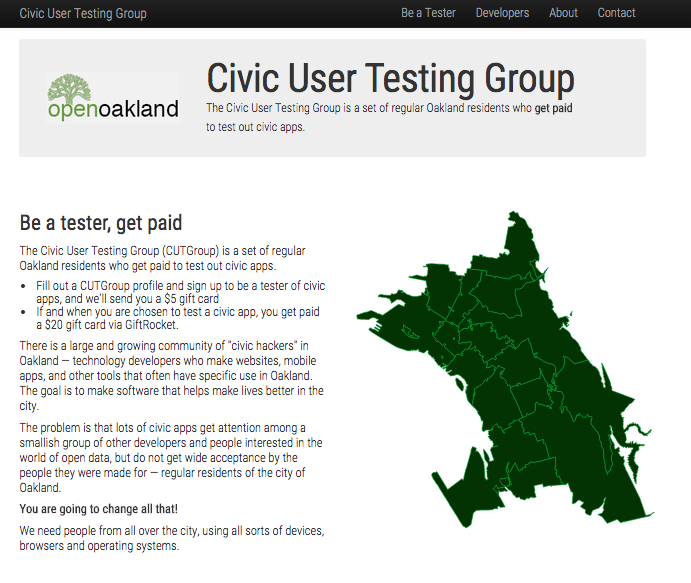 Civic User Testing Group Be a Tester Developers About Contact
openoakland
Civic User Testing Group
The Civic User Testing Group is a set of regular Oakland residents who get paid
to test out civic apps.
Be a tester, get paid
The Civic User Testing Group (CUTGroup) is a set of regular
Oakland residents who get paid to test out civic apps.
• Fill out a CUTGroup profile and sign up to be a tester of civic
apps, and we'll send you a $5 gift card
• If and when you are chosen to test a civic app, you get paid
a $20 gift card via GiftRocket.
There is a large and growing community of "civic hackers" in
Oakland — technology developers who make websites, mobile
apps, and other tools that often have specific use in Oakland.
The goal is to make software that helps make lives better in the
city.
The problem is that lots of civic apps get attention among a
smallish group of other developers and people interested in the
world of open data, but do not get wide acceptance by the
people they were made for — regular residents of the city of
Oakland.
You are going to change all that!
We need people from all over the city, using all sorts of devices,
browsers and operating systems.